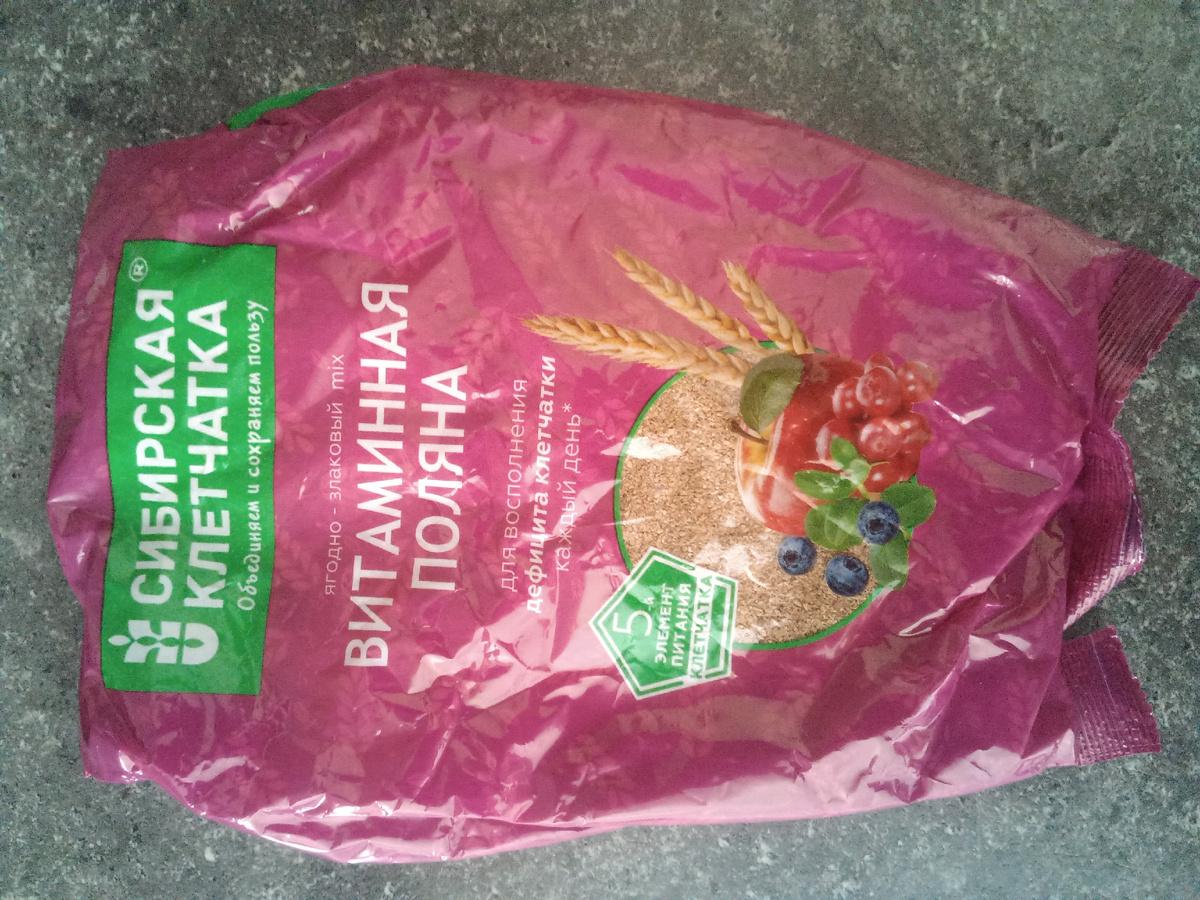 СИБИРСКАЯ®
КЛЕТЧАТКА
Объединяем и сохраняем пользу
ягодно - злаковый mix
ВИТАМИННАЯ
ПОЛЯНА
для восполнения
дефицита клетчатки
каждый день*
5й
ЭЛЕМЕНТ
ПИТАНИЯ
КЛЕТЧАТКА